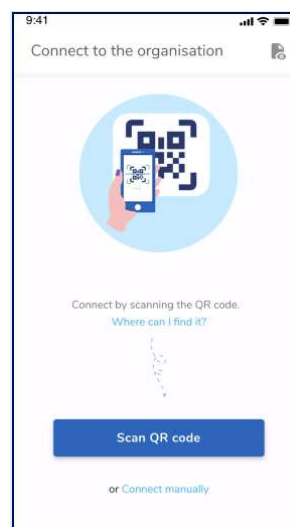 9:41
Connect to the organisation
Connect by scanning the QR code.
Where can I find it?
Scan QR code
or Connect manually